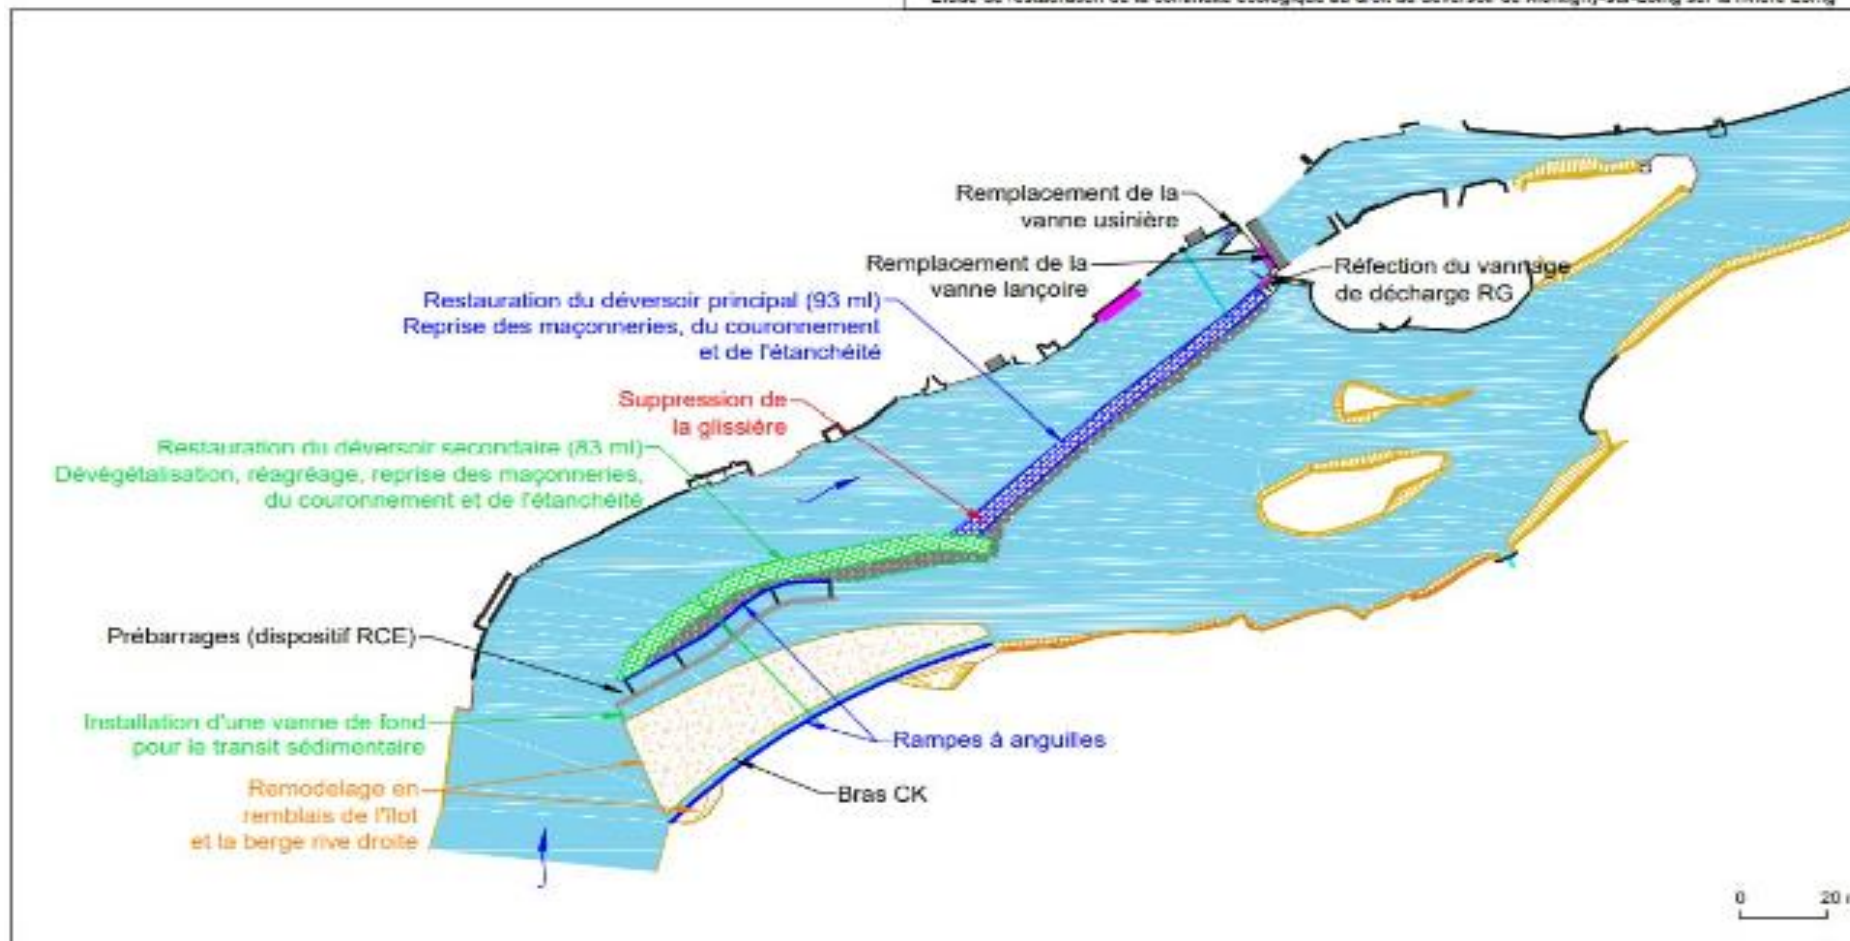 Remplacement de la
vanne usinière
Remplacement de la
vanne lançoire
Réfection du vannage
de décharge RG
Restauration du déversoir principal (93 ml)
Reprise des maçonneries, du couronnement
et de l'étanchéité
Suppression de
la glissière
Restauration du déversoir secondaire (83 ml)
Dévégétalisation, réagréage, reprise des maçonneries,
du couronnement et de l'étanchéité
Prébarrages (dispositif RCE)
Installation d'une vanne de fond
pour le transit sédimentaire
Rampes à anguilles
Remodelage en
remblais de l'îlot
et la berge rive droite
Bras CK
0 20